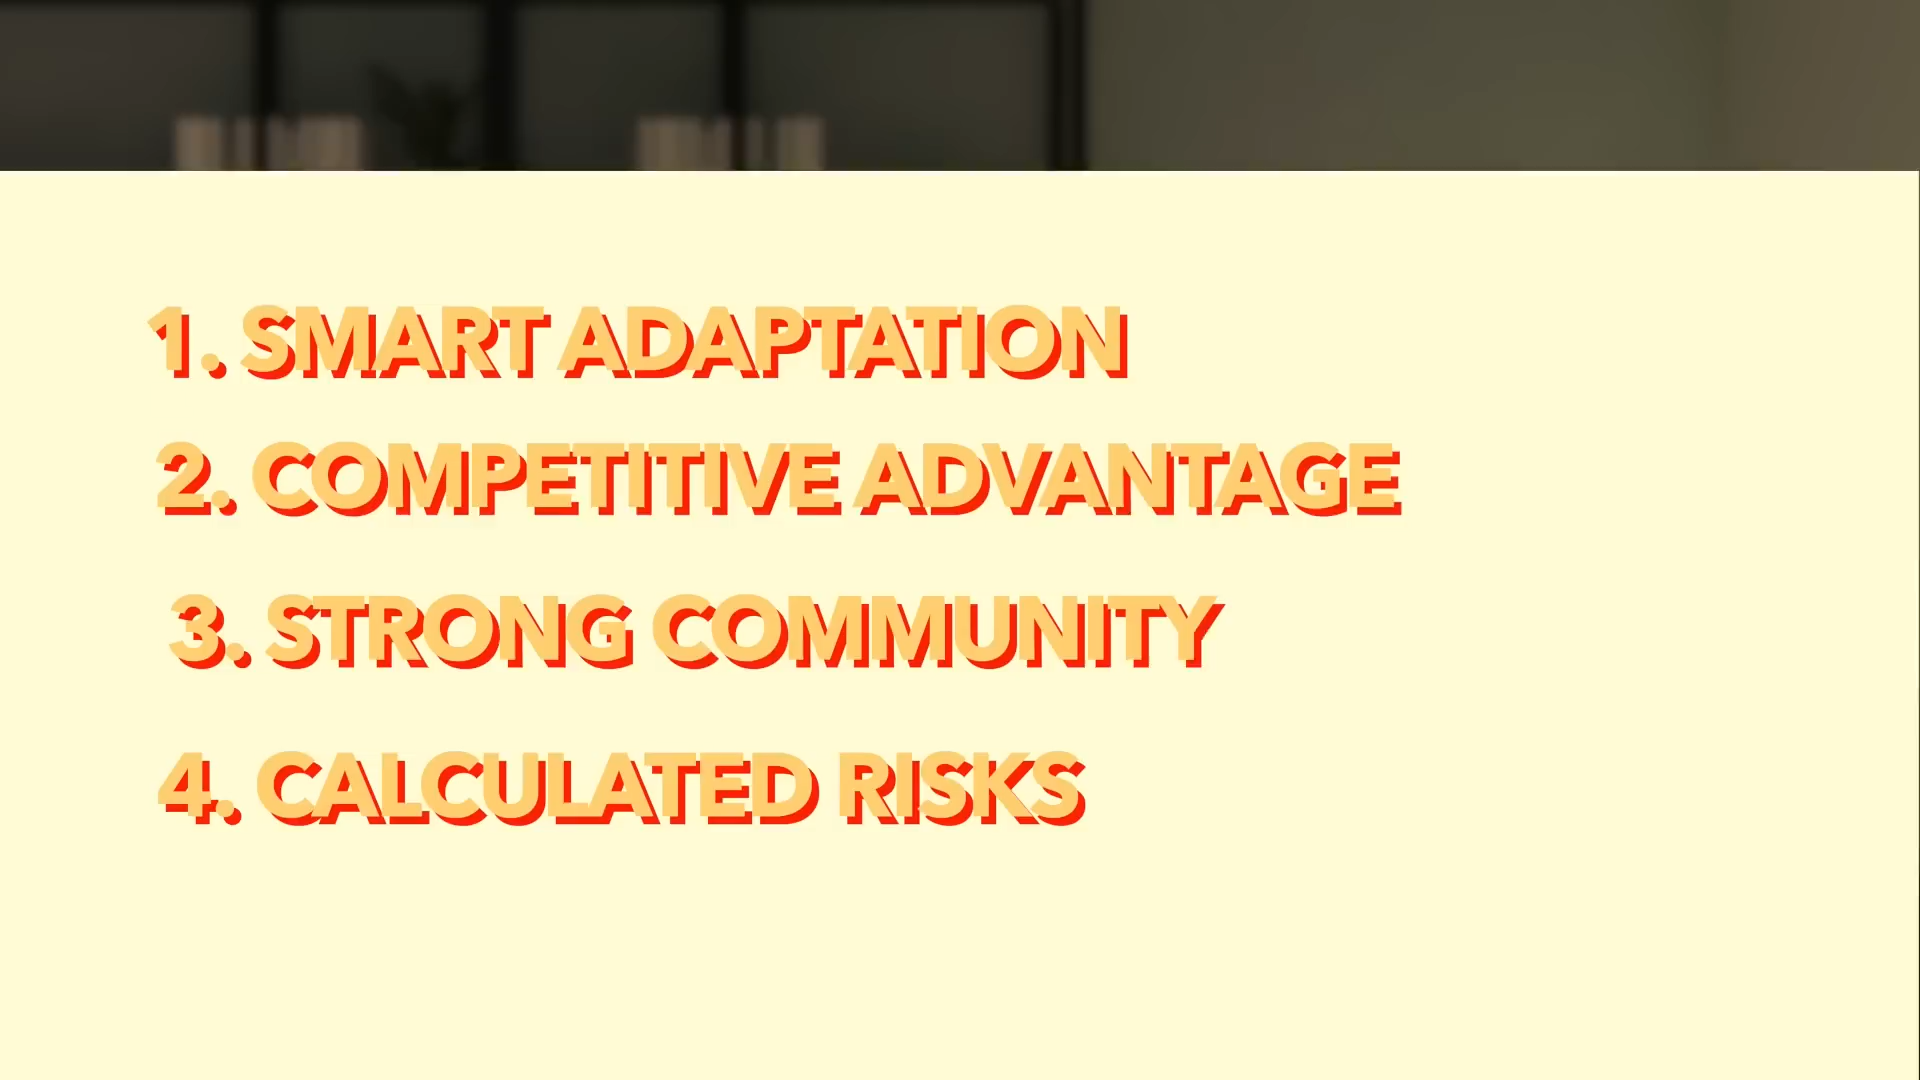 1. SMART ADAPTATION
2. COMPETITIVE ADVANTAGE
3. STRONG COMMUNITY
4. CALCULATED RISKS